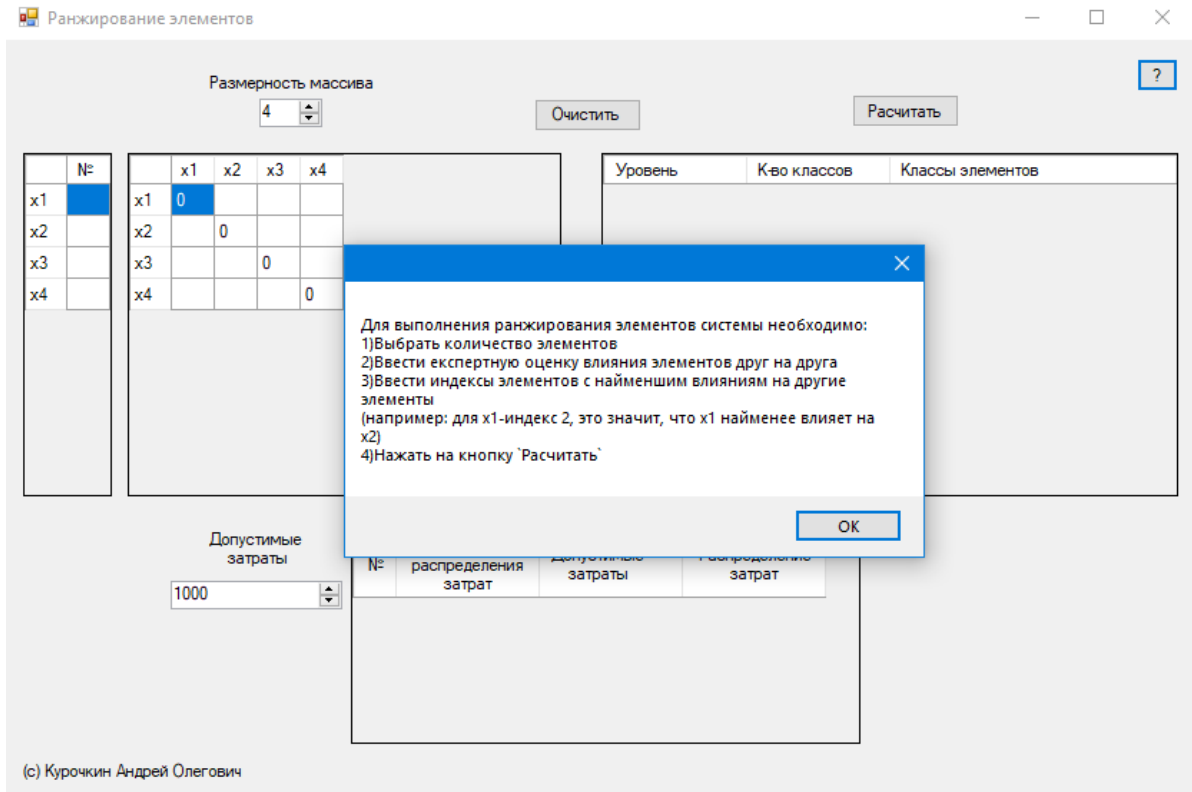 Ранжирование элементов
?
Размерность массива
4
Очистить
Расчитать
№
x1
x2
x3
x4
x1 x2 x3 x4
x1 0
x2 0
x3 0
x4 0
Уровень К-во классов Классы элементов
Для выполнения ранжирования элементов системы необходимо:
1)Выбрать количество элементов
2)Ввести експертную оценку влияния элементов друг на друга
3)Ввести индексы элементов с найменшим влияниям на другие
элементы
(например: для x1-индекс 2, это значит, что x1 найменее влияет на
x2)
4)Нажать на кнопку `Расчитать`
OK
Допустимые
затраты
1000
№ распределения
затрат
Допустимые
затраты
Распределение
затрат
(c) Курочкин Андрей Олегович